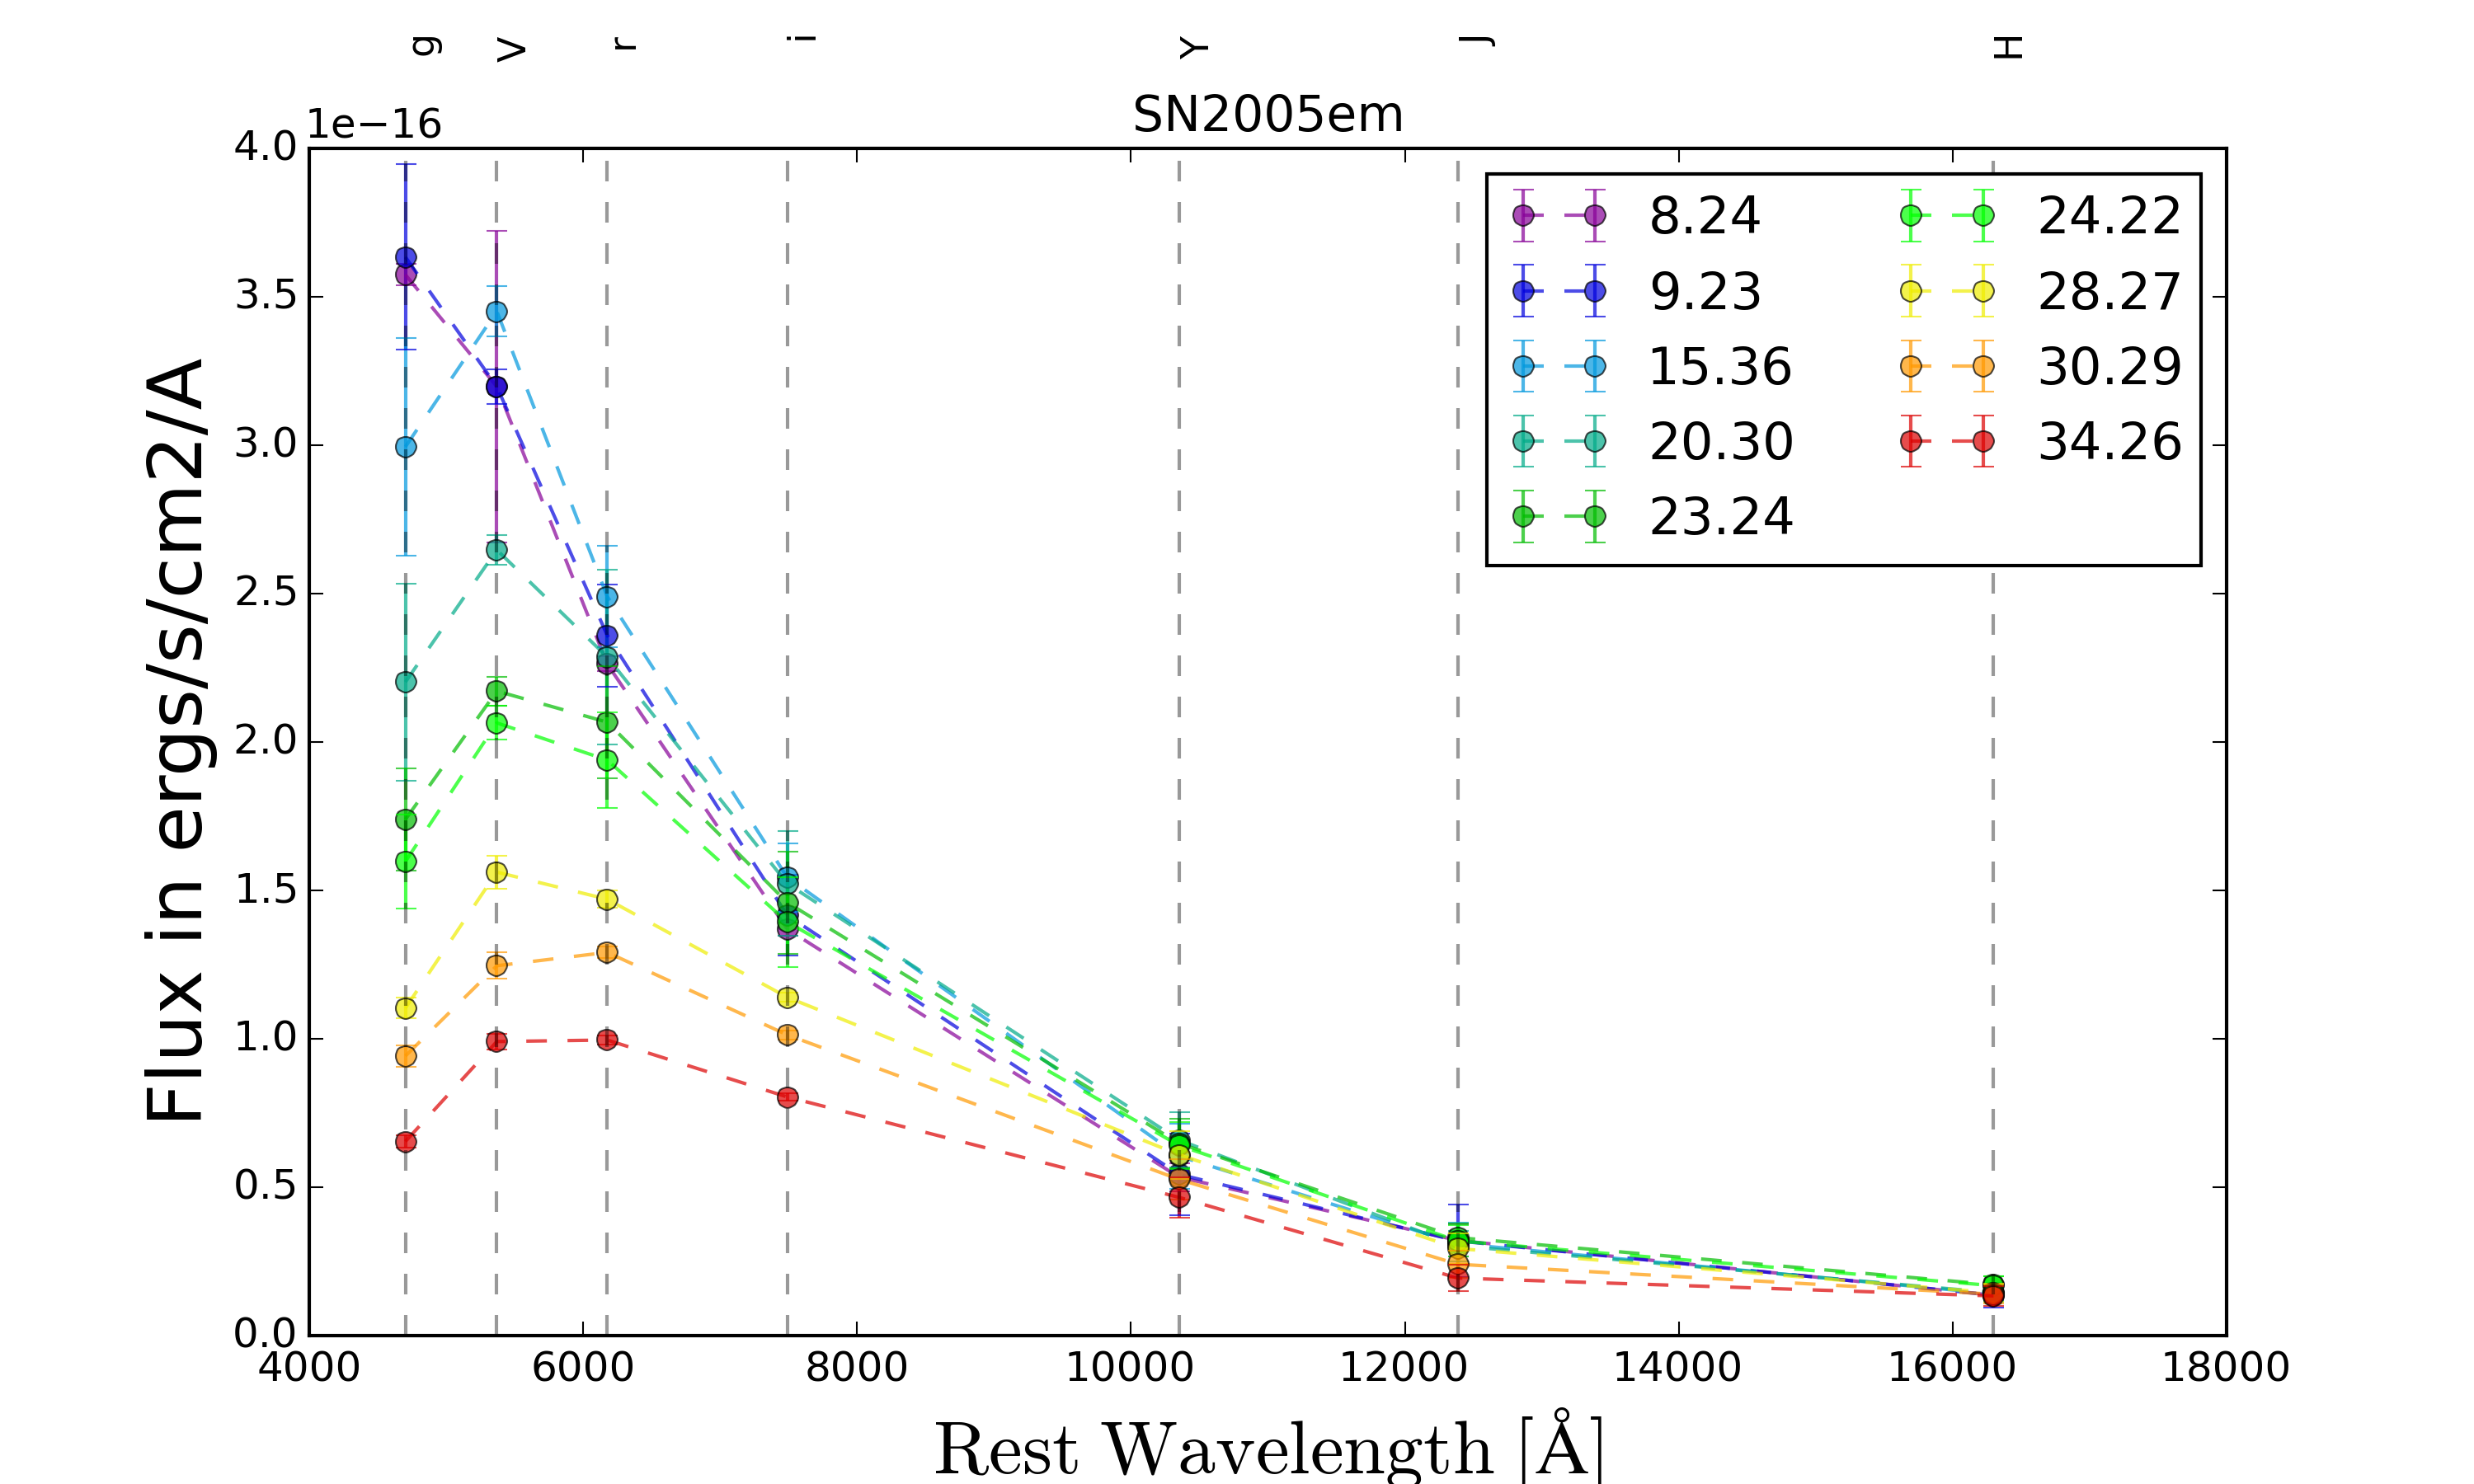 g V r i Y J H
SN2005em
1e−16
4.0
3.5
3.0
2.5
2.0
1.5
1.0
0.5
0.0
Flux in ergs/s/cm2/A
8.24 24.22
9.23 28.27
15.36 30.29
20.30 34.26
23.24
4000 6000 8000 10000 12000 14000 16000 18000
Rest Wavelength [Å]